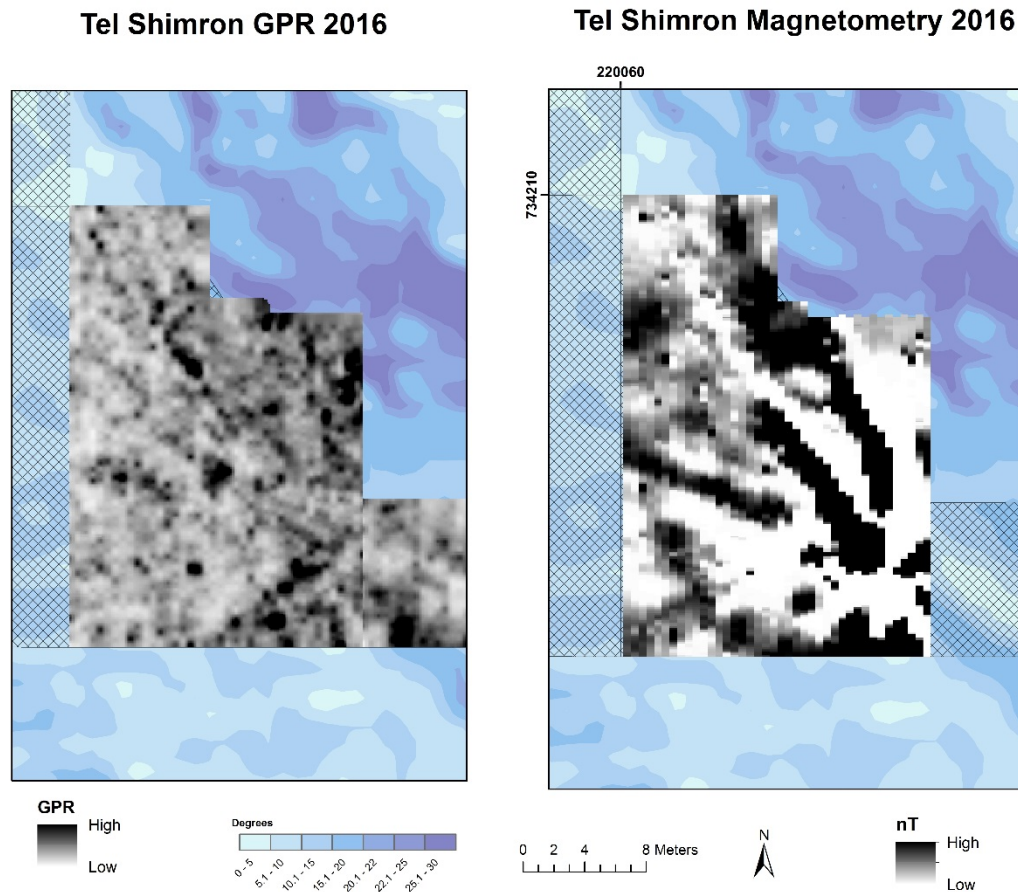 Tel Shimron GPR 2016
Tel Shimron Magnetometry 2016
220060
734210
GPR
High
Low
Degrees
0 - 5
5.1 - 10
10.1 - 15
15.1 - 20
20.1 - 22
22.1 - 25
25.1 - 30
0 2 4 8 Meters
N
nT
High
Low